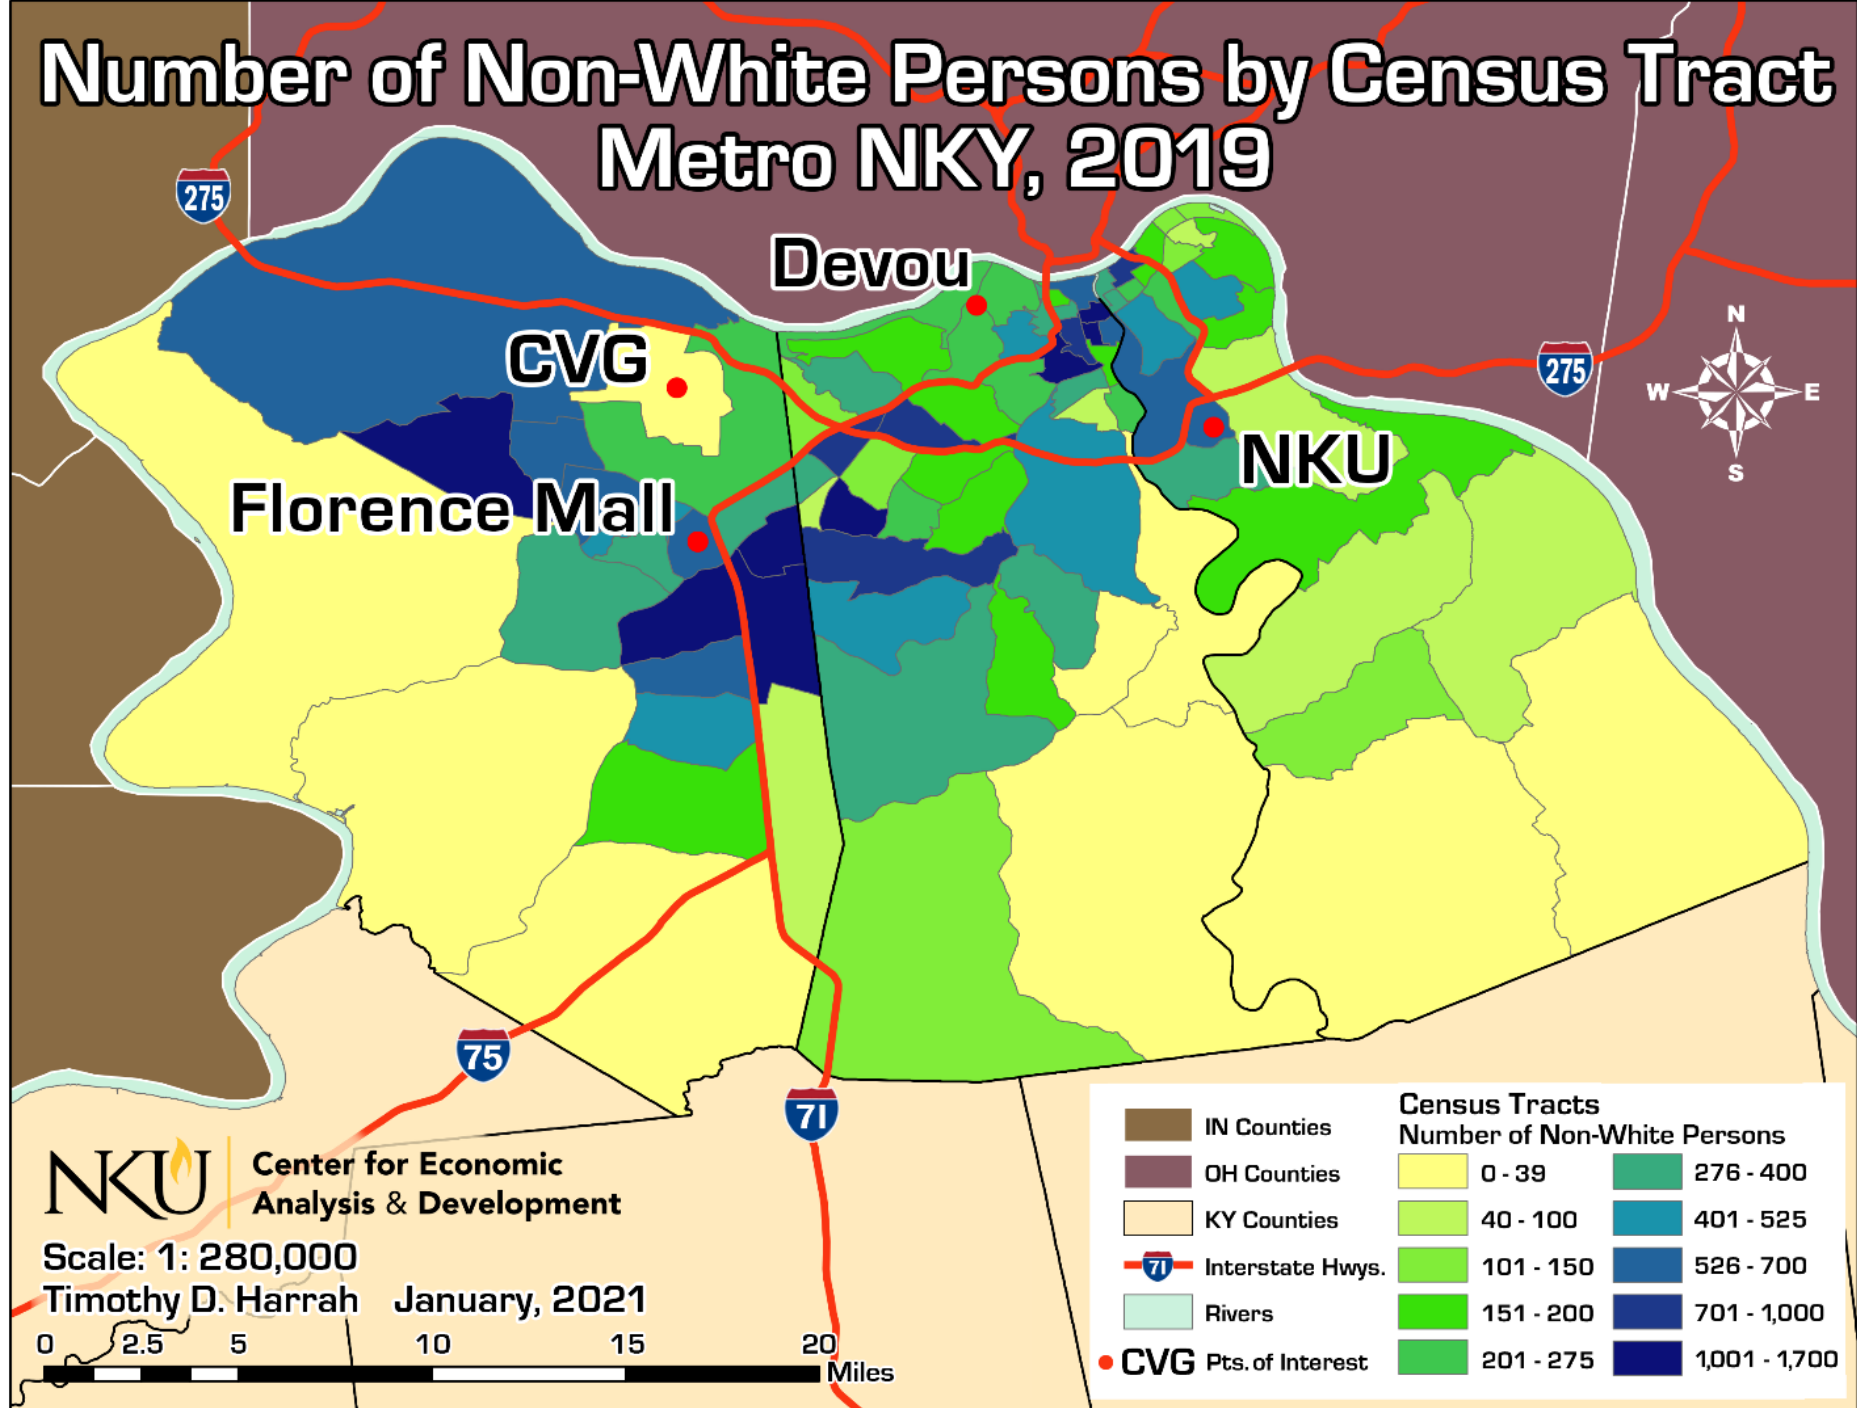 Number of Non-White Persons by Census Tract
Metro NKY, 2019
275
Devou
CVG
275
N
W E
S
NKU
Florence Mall
75
71
NKU
Center for Economic
Analysis & Development
Scale: 1: 280,000
Timothy D. Harrah January, 2021
0 2.5 5 10 15 20
Miles
IN Counties
OH Counties
KY Counties
71 Interstate Hwys.
Rivers
CVG Pts. of Interest
Census Tracts
Number of Non-White Persons
0 - 39
40 - 100
101 - 150
151 - 200
201 - 275
276 - 400
401 - 525
526 - 700
701 - 1,000
1,001 - 1,700